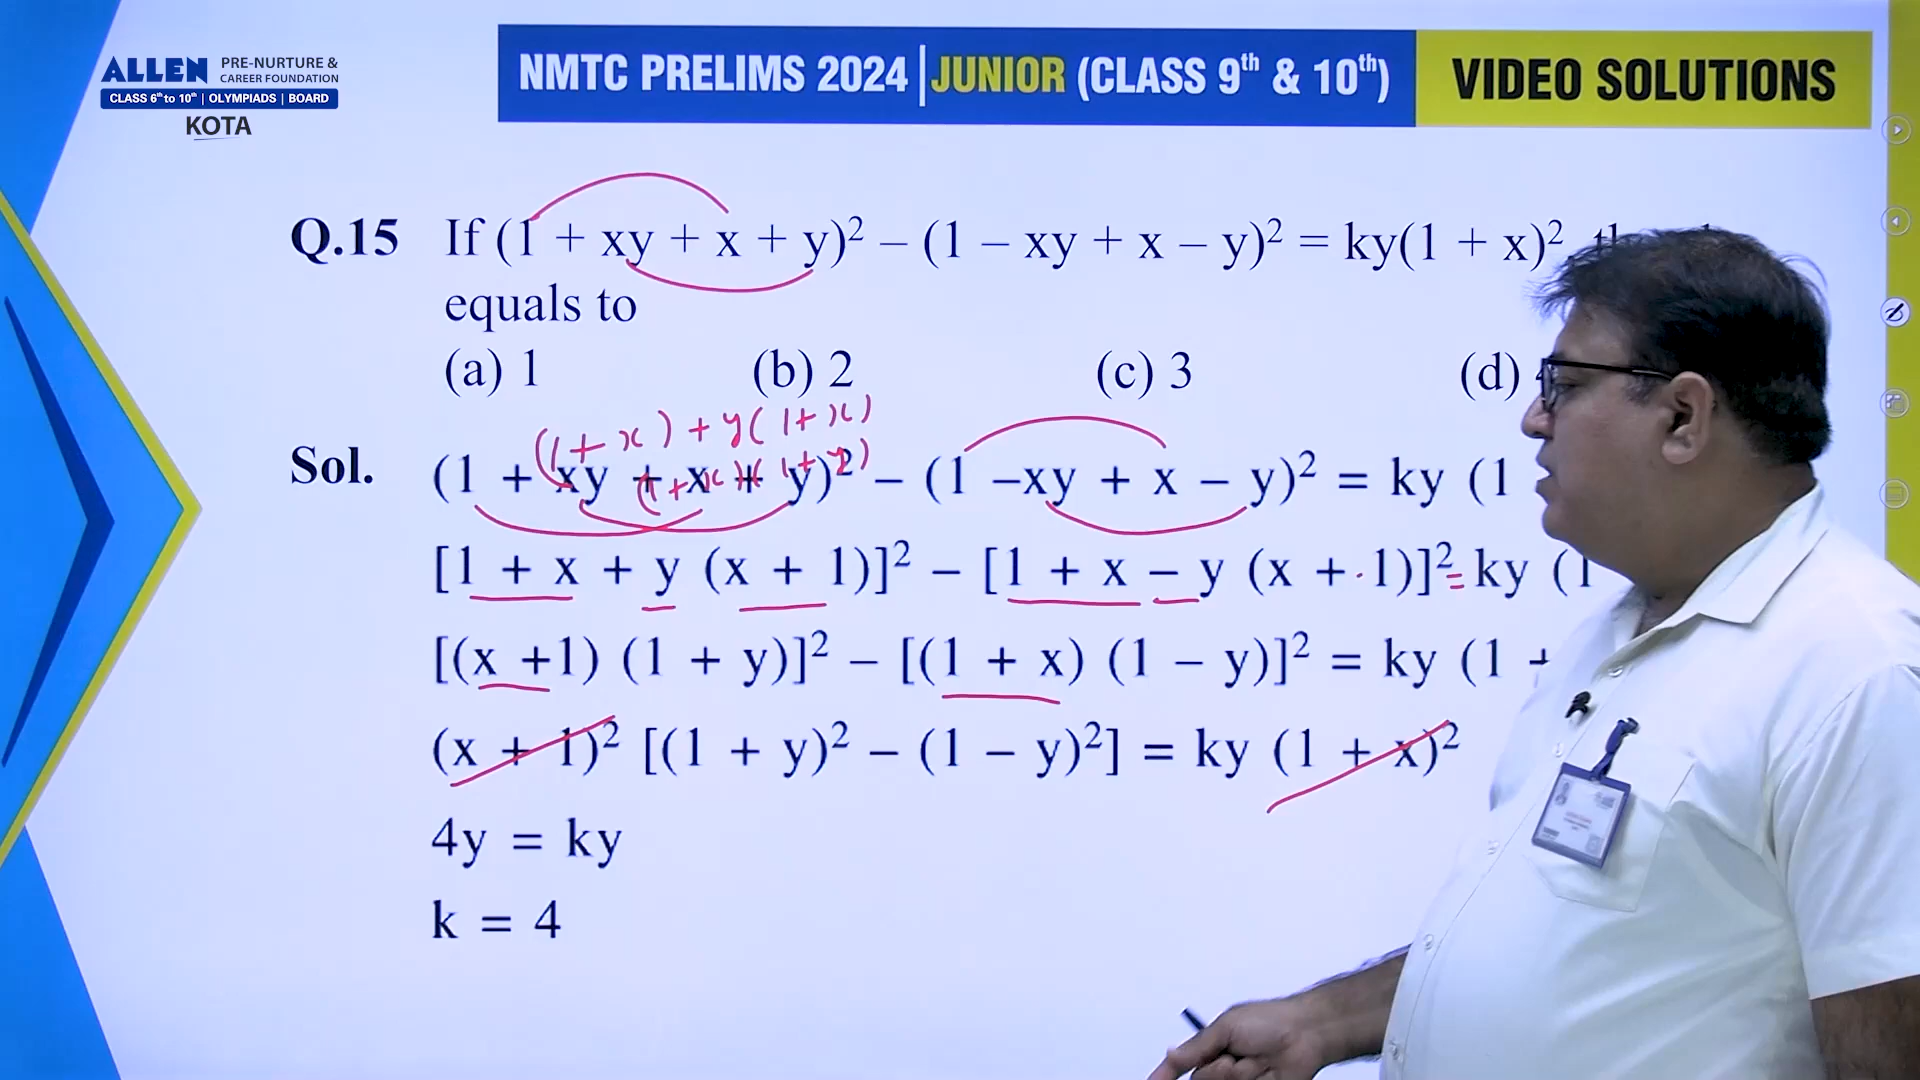 ALLEN PRE-NURTURE &
CAREER FOUNDATION
CLASS 6th to 10th | OLYMPIADS | BOARD
KOTA
NMTC PRELIMS 2024 | JUNIOR (CLASS 9th & 10th) VIDEO SOLUTIONS
Q.15 If (1 + xy + x + y)² – (1 – xy + x – y)² = ky(1 + x)²,
equals to
(a) 1 (b) 2 (c) 3 (d)
(1 + x) + y(1 + x)
(1 + x)(1 + y)
Sol. (1 + xy + x + y)² – (1 –xy + x – y)² = ky (1
[1 + x + y (x + 1)]² – [1 + x – y (x + 1)]² = ky (1
[(x +1) (1 + y)]² – [(1 + x) (1 – y)]² = ky (1 +
(x + 1)² [(1 + y)² – (1 – y)²] = ky (1 + x)²
4y = ky
k = 4